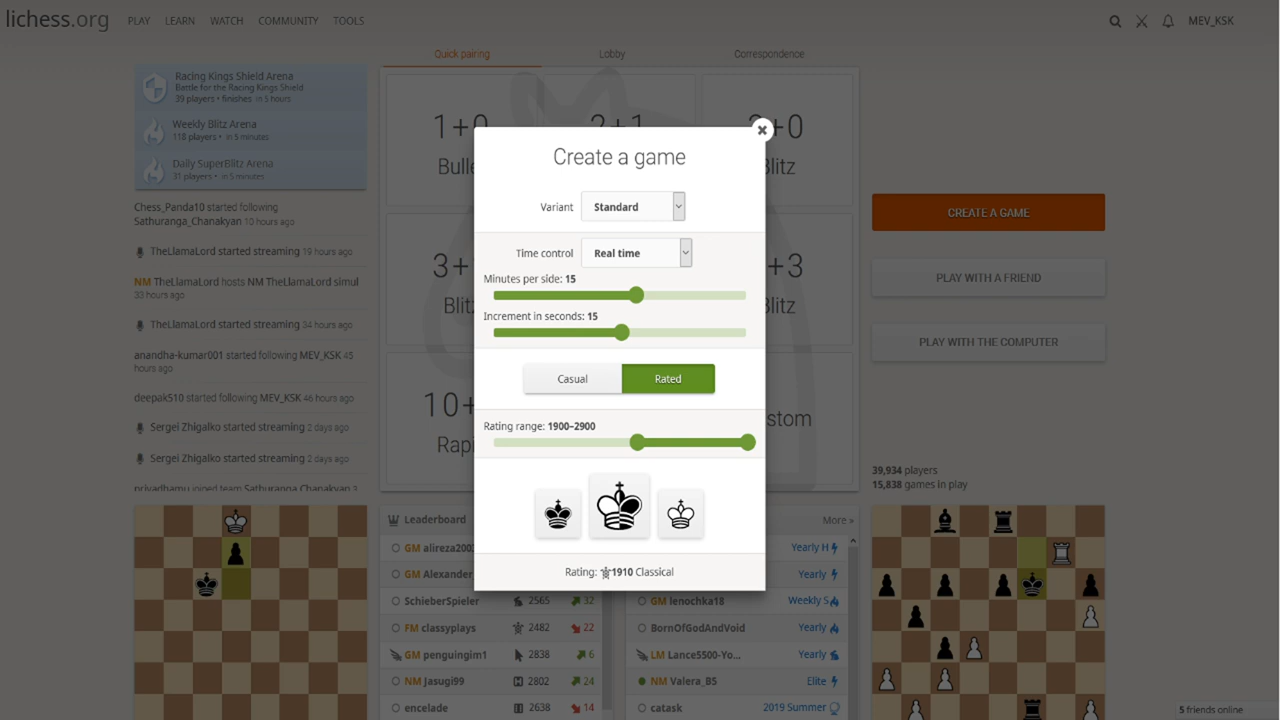 lichess.org PLAY LEARN WATCH COMMUNITY TOOLS MEV_KSK
Quick pairing Lobby Correspondence
Racing Kings Shield Arena
Battle for the Racing Kings Shield
39 players • finishes in 5 hours
Weekly Blitz Arena
118 players • in 5 minutes
Daily SuperBlitz Arena
31 players • in 5 minutes
Chess_Panda10 started following
Sathuranga_Chanakyan 10 hours ago
TheLlamaLord started streaming 19 hours ago
NM TheLlamaLord hosts NM TheLlamaLord simul
33 hours ago
TheLlamaLord started streaming 34 hours ago
anandha-kumar001 started following MEV_KSK 45
hours ago
deepak510 started following MEV_KSK 46 hours ago
Sergei Zhigalko started streaming 2 days ago
Sergei Zhigalko started streaming 2 days ago
priyadhamu joined team Sathuranga Chanakyan 3
1+0 2+1
Blitz
Blitz
10+
Create a game
Variant Standard
Time control Real time
Minutes per side: 15
Increment in seconds: 15
Casual Rated
Rating range: 1900–2900
Rating: 1910 Classical
CREATE A GAME
PLAY WITH A FRIEND
PLAY WITH THE COMPUTER
39,934 players
15,838 games in play
Leaderboard
GM alireza200
GM Alexander
SchieberSpieler 2565 32
FM classyplays 2482 22
GM penguingim1 2838 6
NM Jasugi99 2802 24
encelade 2638 14
More »
Yearly H
Yearly
GM lenochka18 Weekly S
BornOfGodAndVoid Yearly
LM Lance5500-Yo... Yearly
NM Valera_B5 Elite
catask 2019 Summer
5 friends online